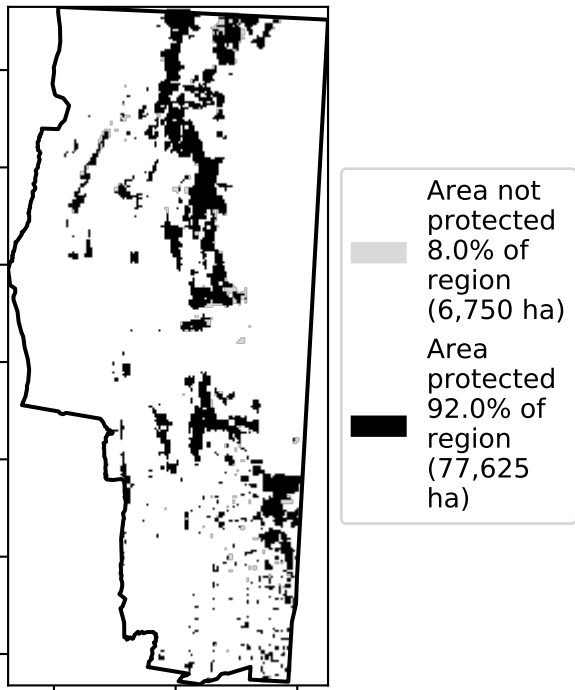 Area not
protected
8.0% of
region
(6,750 ha)
Area
protected
92.0% of
region
(77,625
ha)